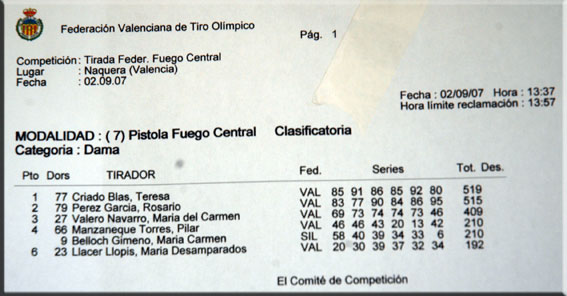 Federación Valenciana de Tiro Olímpico Pág. 1
Competición : Tirada Feder. Fuego Central
Lugar : Naquera (Valencia)
Fecha : 02.09.07
Fecha : 02/09/07 Hora : 13:37
Hora límite reclamación : 13:57
MODALIDAD : ( 7) Pistola Fuego Central Clasificatoria
Categoria : Dama
Pto Dors TIRADOR Fed. Series Tot. Des.
1 77 Criado Blas, Teresa VAL 85 91 86 85 92 80 519
2 79 Perez Garcia, Rosario VAL 83 77 90 84 86 95 515
3 27 Valero Navarro, Maria del Carmen VAL 69 73 74 74 73 46 409
4 66 Manzaneque Torres, Pilar VAL 46 46 43 20 13 42 210
9 Belloch Gimeno, Maria Carmen SIL 58 40 39 34 33 6 210
6 23 Llacer Llopis, Maria Desamparados VAL 20 30 39 37 32 34 192
El Comité de Competición